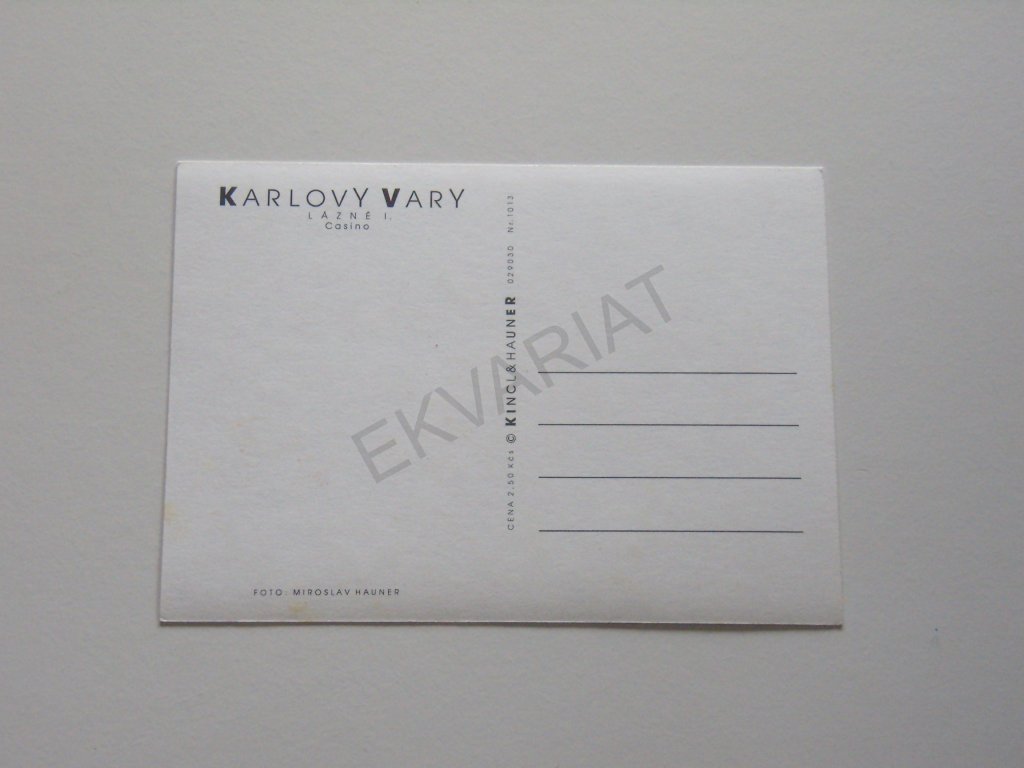 KARLOVY VARY
LÁZNĚ I.
Casino
CENA 2.50 Kčs © KINCL&HAUNER 029030 Nr.1013
EKVARIAT
FOTO: MIROSLAV HAUNER